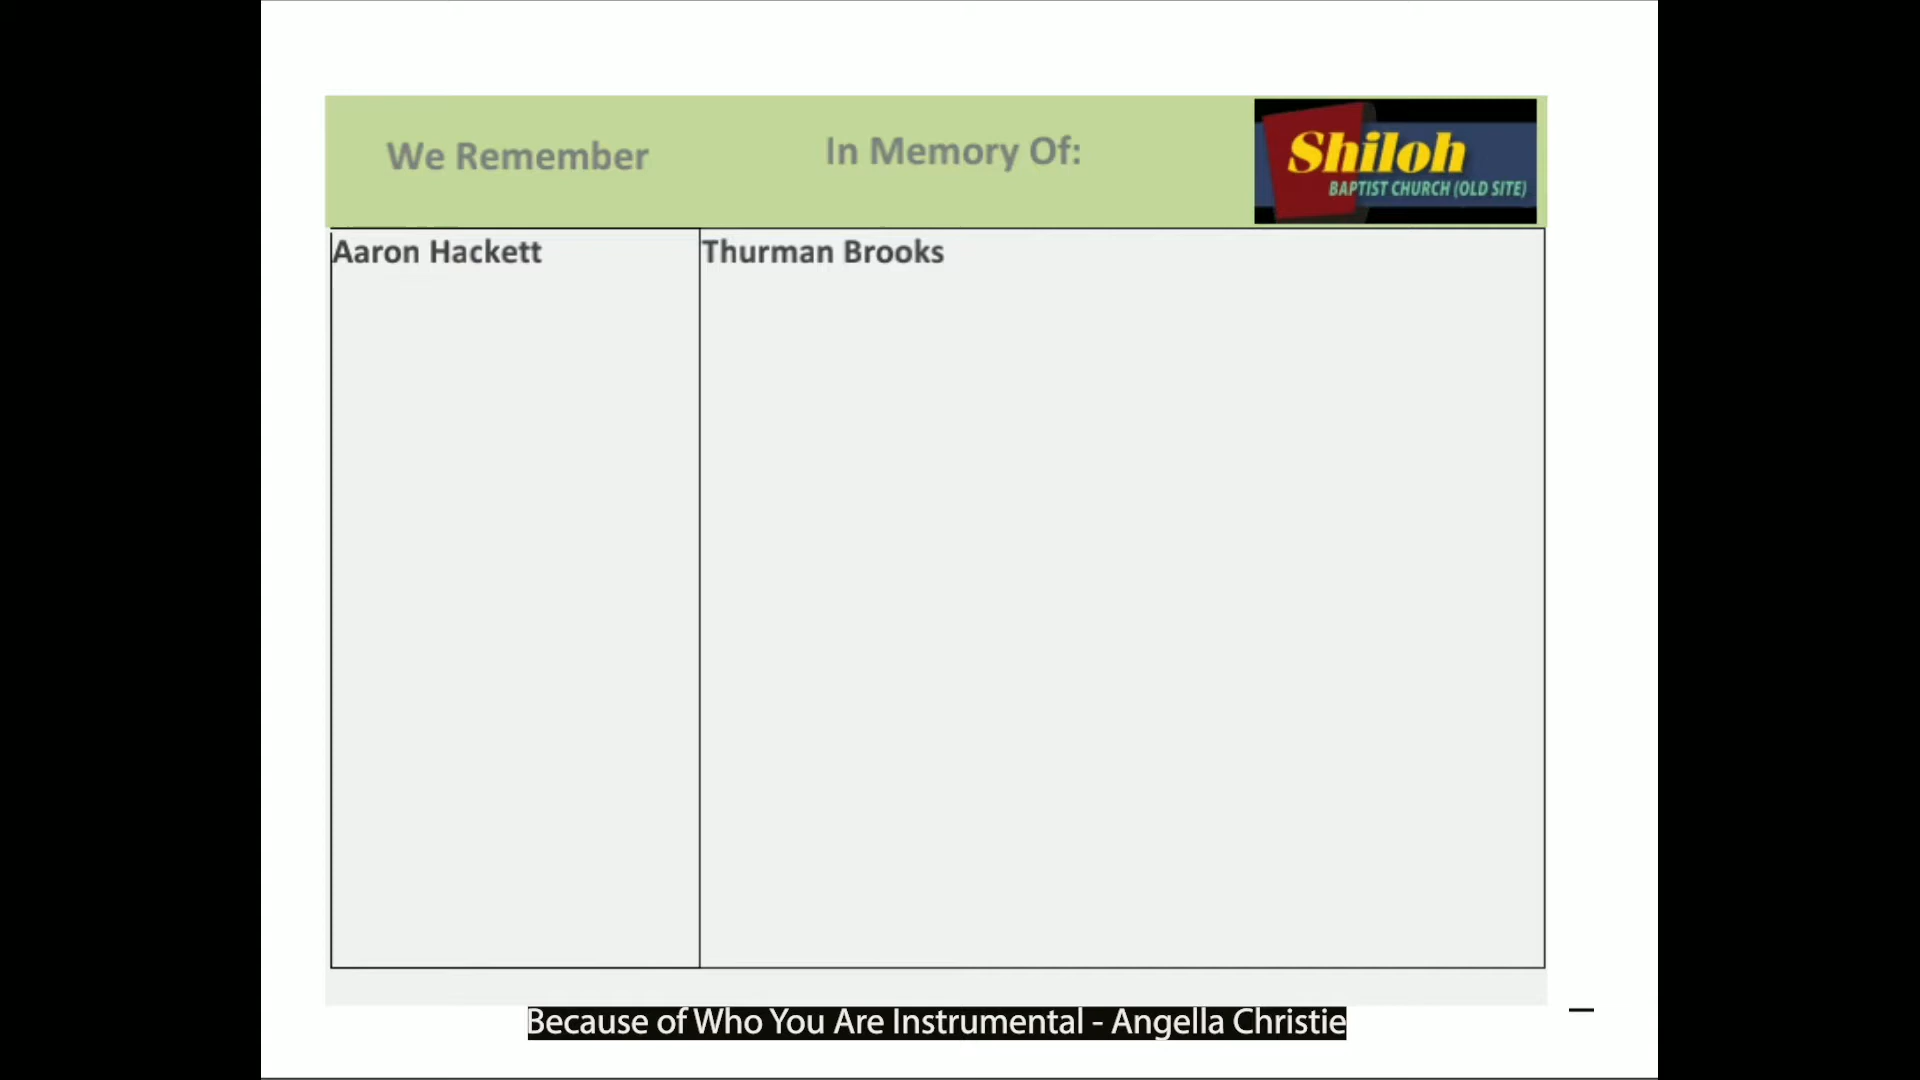 We Remember
In Memory Of:
Shiloh
BAPTIST CHURCH (OLD SITE)
Aaron Hackett
Thurman Brooks
Because of Who You Are Instrumental - Angella Christie